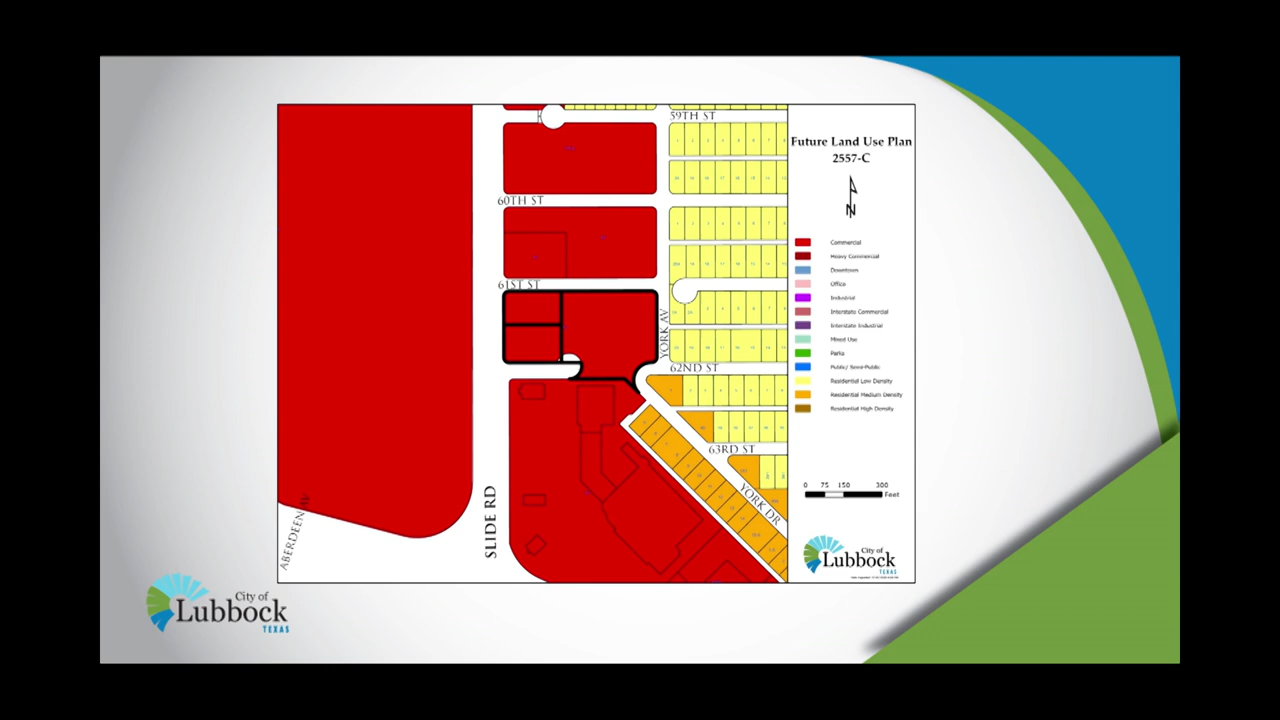 59TH ST
60TH ST
61ST ST
YORK AV
62ND ST
63RD ST
YORK DR
SLIDE RD
ABERDEEN
Future Land Use Plan
2557-C
N
Commercial
Heavy Commercial
Downtown
Office
Industrial
Interstate Commercial
Interstate Industrial
Mixed Use
Parks
Public/ Semi-Public
Residential Low Density
Residential Medium Density
Residential High Density
0 75 150 300
Feet
City of
Lubbock
TEXAS
City of
Lubbock
TEXAS